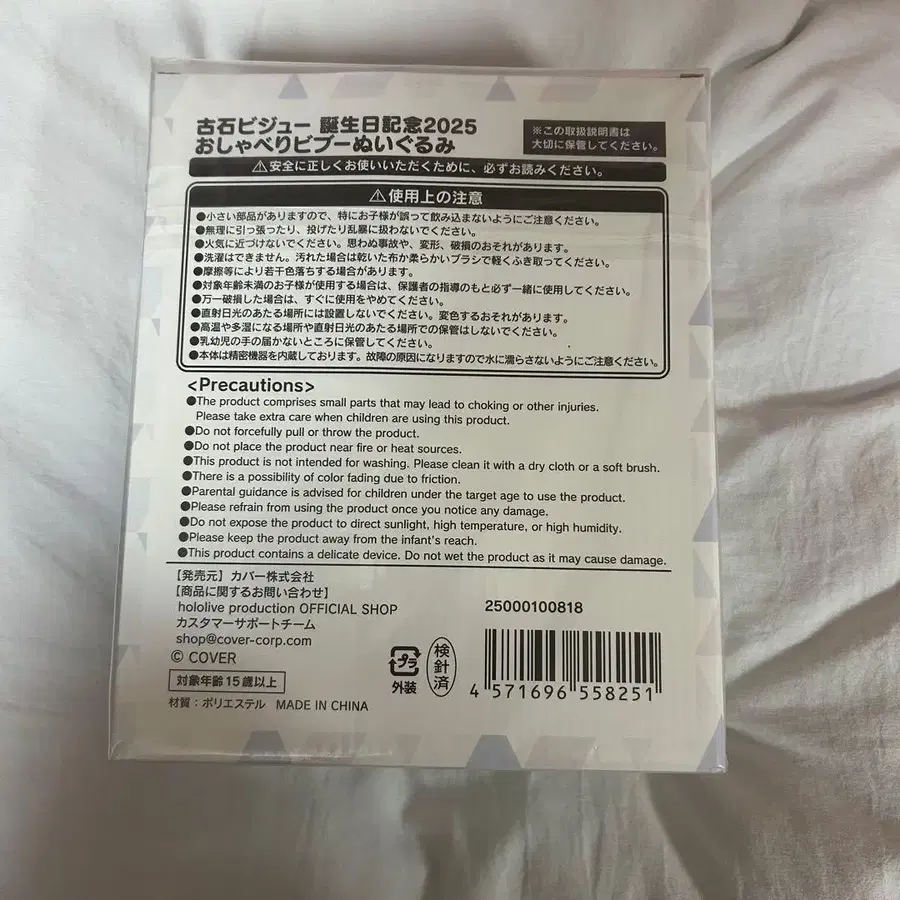 古石ビジュー 誕生日記念2025
おしゃべりビブーぬいぐるみ
※この取扱説明書は
大切に保管してください。
⚠安全に正しくお使いいただくために、必ずお読みください。
⚠使用上の注意
●小さい部品がありますので、特にお子様が誤って飲み込まないようにご注意ください。
●無理に引っ張ったり、投げたり乱暴に扱わないでください。
●火気に近づけないでください。思わぬ事故や、変形、破損のおそれがあります。
●洗濯はできません。汚れた場合は乾いた布か柔らかいブラシで軽くふき取ってください。
●摩擦等により若干色落ちする場合があります。
●対象年齢未満のお子様が使用する場合は、保護者の指導のもと必ず一緒に使用してください。
●万一破損した場合は、すぐに使用をやめてください。
●直射日光のあたる場所には設置しないでください。変色するおそれがあります。
●高温や多湿になる場所や直射日光のあたる場所での保管はしないでください。
●乳幼児の手の届かないところに保管してください。
●本体は精密機器を内蔵しております。故障の原因になりますので水に濡らさないようにご注意ください。
<Precautions>
●The product comprises small parts that may lead to choking or other injuries.
Please take extra care when children are using this product.
●Do not forcefully pull or throw the product.
●Do not place the product near fire or heat sources.
●This product is not intended for washing. Please clean it with a dry cloth or a soft brush.
●There is a possibility of color fading due to friction.
●Parental guidance is advised for children under the target age to use the product.
●Please refrain from using the product once you notice any damage.
●Do not expose the product to direct sunlight, high temperature, or high humidity.
●Please keep the product away from the infant's reach.
●This product contains a delicate device. Do not wet the product as it may cause damage.
【発売元】カバー株式会社
【商品に関するお問い合わせ】
hololive production OFFICIAL SHOP
カスタマーサポートチーム
shop@cover-corp.com
© COVER
対象年齢15歳以上
材質：ポリエステル MADE IN CHINA
プラ
外装
検針済
25000100818
4 571696 558251